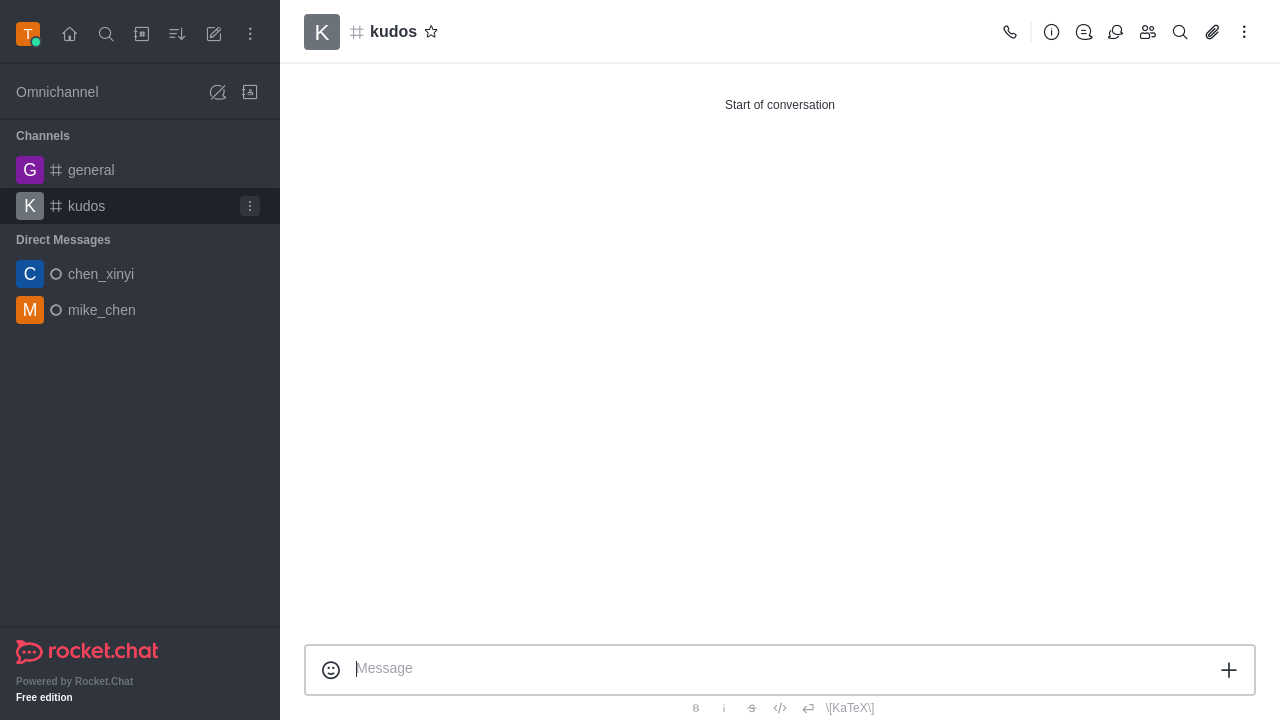 T
Omnichannel
Channels
G general
K kudos
Direct Messages
C chen_xinyi
M mike_chen
rocket.chat
Powered by Rocket.Chat
Free edition
K kudos
Start of conversation
Message
B i S \[KaTeX\]